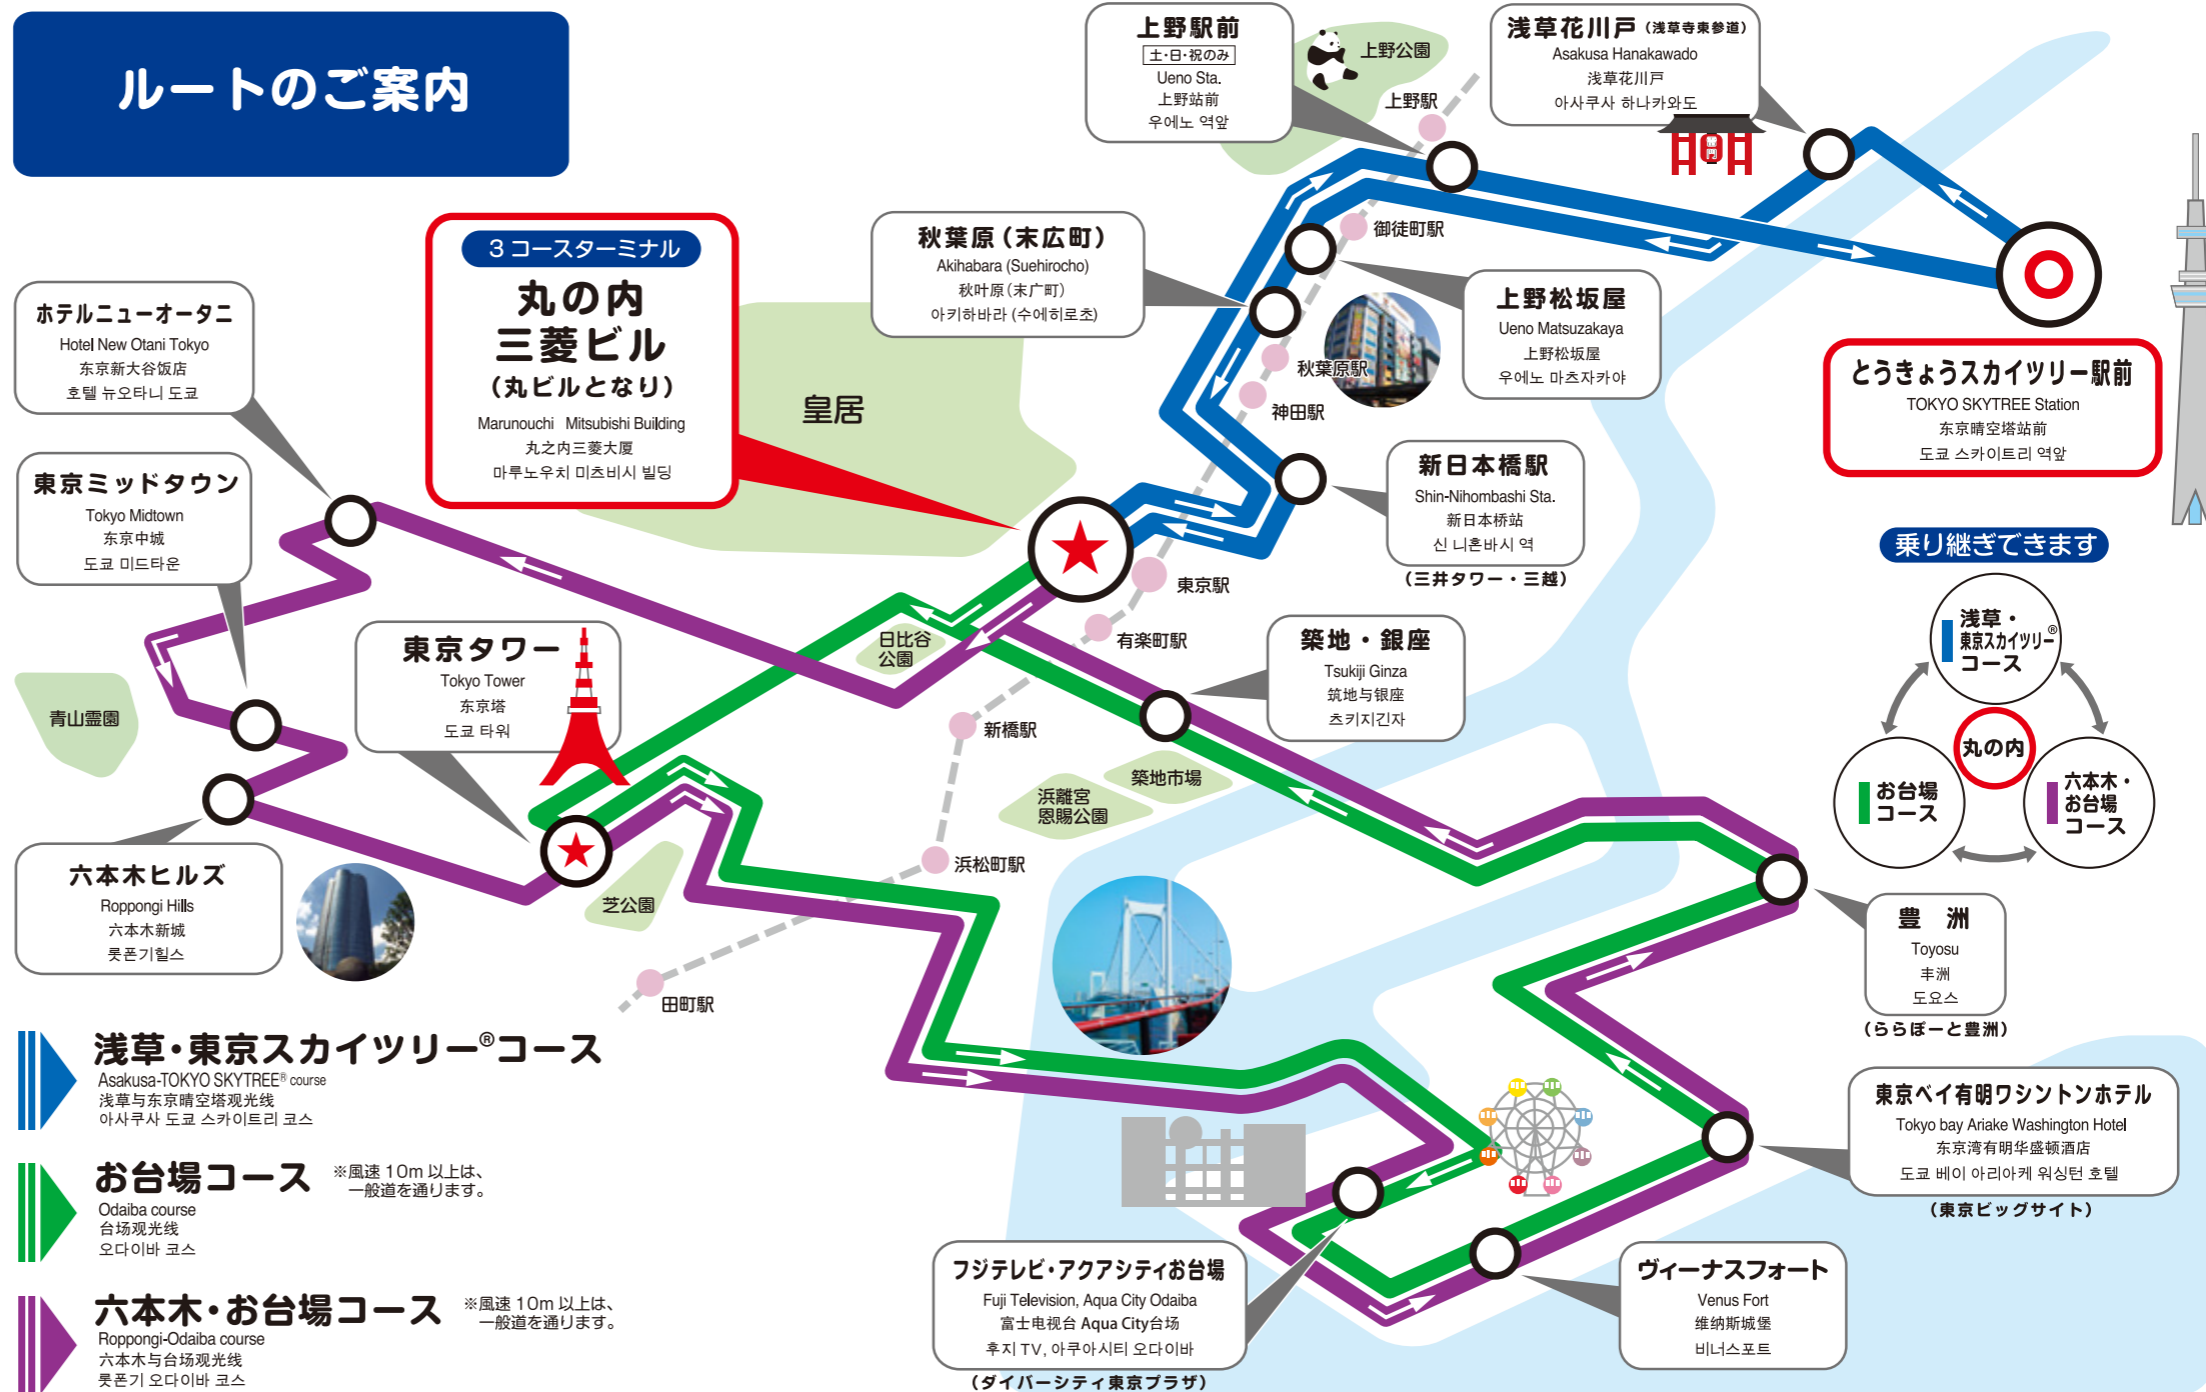 ルートのご案内
上野駅前
土・日・祝のみ
Ueno Sta.
上野站前
우에노 역앞
上野公園
上野駅
浅草花川戸(浅草寺東参道)
Asakusa Hanakawado
浅草花川戸
아사쿠사 하나카와도
3 コースターミナル
丸の内
三菱ビル
(丸ビルとなり)
Marunouchi Mitsubishi Building
丸之内三菱大厦
마루노우치 미츠비시 빌딩
秋葉原(末広町)
Akihabara (Suehirocho)
秋叶原(末广町)
아키하바라 (수에히로쵸)
御徒町駅
上野松坂屋
Ueno Matsuzakaya
上野松坂屋
우에노 마츠자카야
秋葉原駅
神田駅
とうきょうスカイツリー駅前
TOKYO SKYTREE Station
东京晴空塔站前
도쿄 스카이트리 역앞
ホテルニューオータニ
Hotel New Otani Tokyo
东京新大谷饭店
호텔 뉴오타니 도쿄
皇居
東京ミッドタウン
Tokyo Midtown
东京中城
도쿄 미드타운
新日本橋駅
Shin-Nihombashi Sta.
新日本桥站
신 니혼바시 역
(三井タワー・三越)
東京駅
有楽町駅
日比谷
公園
東京タワー
Tokyo Tower
东京塔
도쿄 타워
築地・銀座
Tsukiji Ginza
筑地与银座
츠키지긴자
乗り継ぎできます
浅草・
東京スカイツリー®
コース
丸の内
お台場
コース
六本木・
お台場
コース
青山霊園
新橋駅
築地市場
浜離宮
恩賜公園
浜松町駅
芝公園
田町駅
六本木ヒルズ
Roppongi Hills
六本木新城
롯폰기힐스
豊 洲
Toyosu
丰洲
도요스
(ららぽーと豊洲)
東京ベイ有明ワシントンホテル
Tokyo bay Ariake Washington Hotel
东京湾有明华盛顿酒店
도쿄 베이 아리아케 워싱턴 호텔
(東京ビッグサイト)
フジテレビ・アクアシティお台場
Fuji Television, Aqua City Odaiba
富士电视台 Aqua City台场
후지 TV, 아쿠아시티 오다이바
(ダイバーシティ東京プラザ)
ヴィーナスフォート
Venus Fort
维纳斯城堡
비너스포트
浅草・東京スカイツリー®コース
Asakusa-TOKYO SKYTREE® course
浅草与东京晴空塔观光线
아사쿠사 도쿄 스카이트리 코스
お台場コース
※風速 10m 以上は、
一般道を通ります。
Odaiba course
台场观光线
오다이바 코스
六本木・お台場コース
※風速 10m 以上は、
一般道を通ります。
Roppongi-Odaiba course
六本木与台场观光线
롯폰기 오다이바 코스